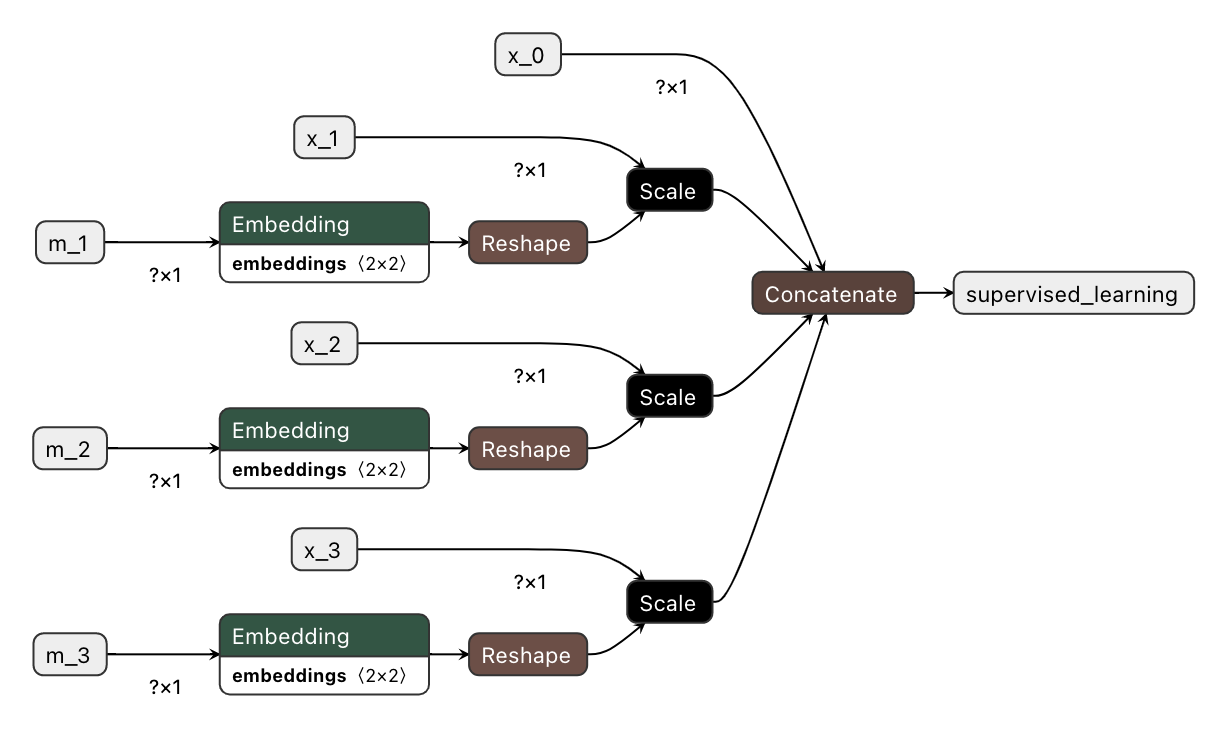 x_0
?×1
x_1
?×1
Scale
m_1
?×1
Embedding
embeddings ⟨2×2⟩
Reshape
Concatenate
supervised_learning
x_2
?×1
Scale
m_2
?×1
Embedding
embeddings ⟨2×2⟩
Reshape
x_3
?×1
Scale
m_3
?×1
Embedding
embeddings ⟨2×2⟩
Reshape